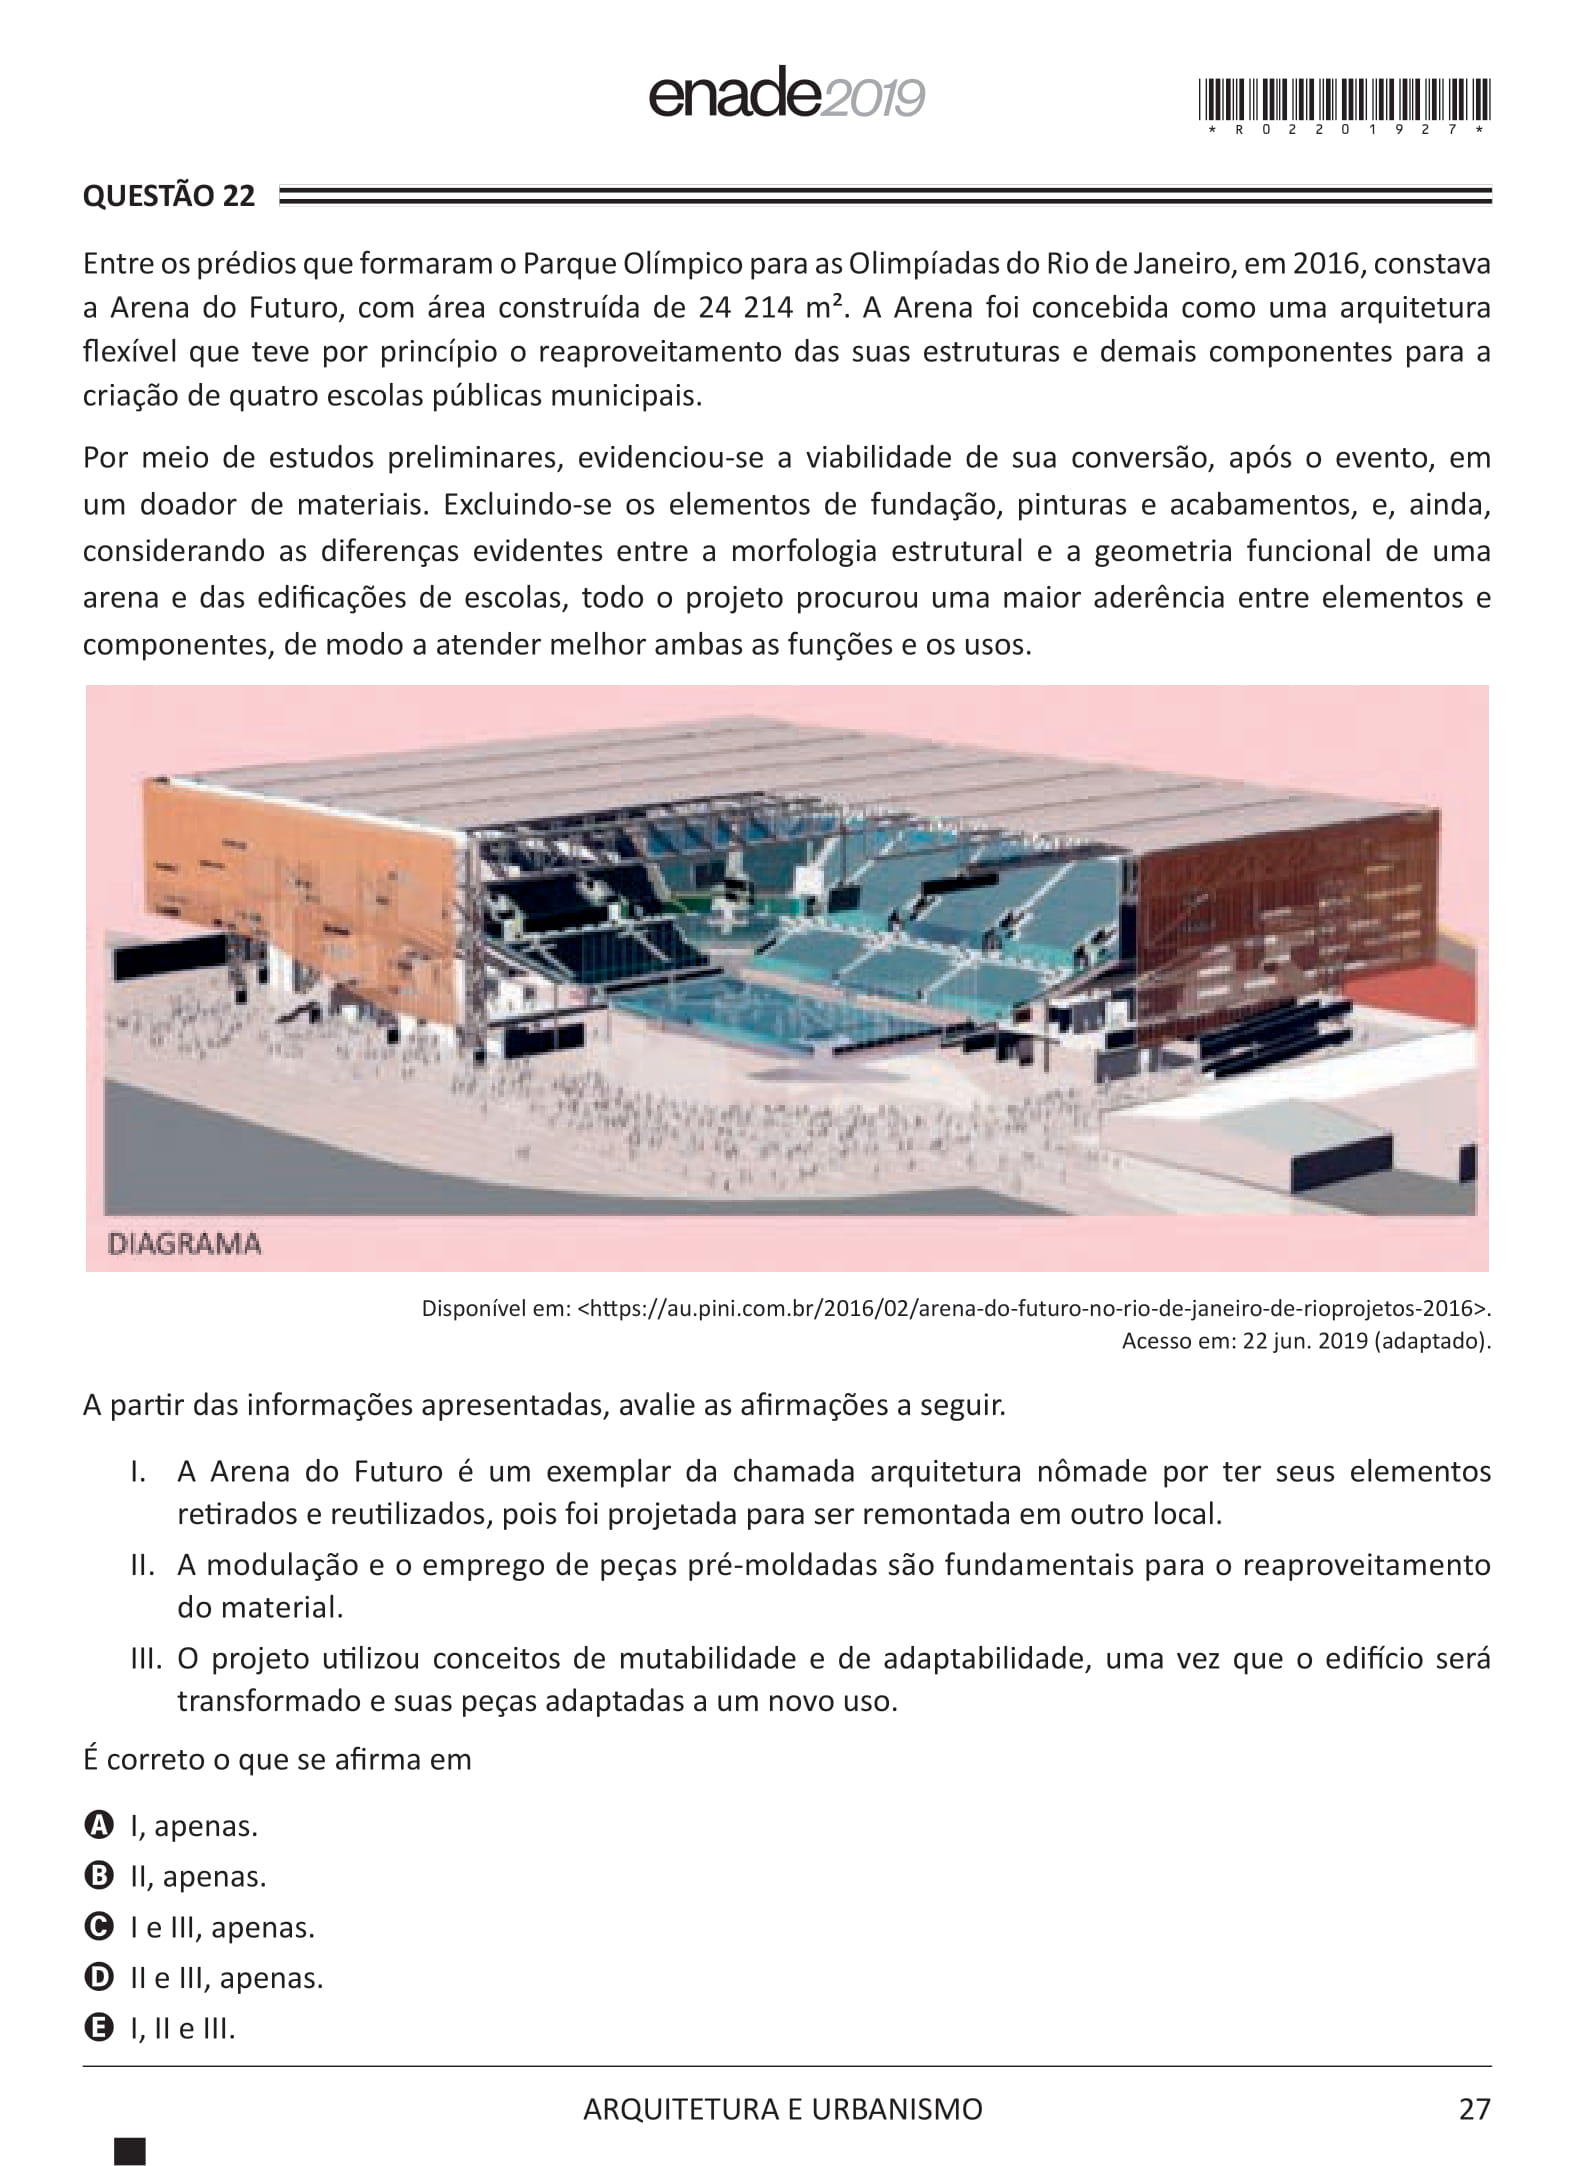 enade2019
*R02201927*
QUESTÃO 22
Entre os prédios que formaram o Parque Olímpico para as Olimpíadas do Rio de Janeiro, em 2016, constava
a Arena do Futuro, com área construída de 24 214 m². A Arena foi concebida como uma arquitetura
flexível que teve por princípio o reaproveitamento das suas estruturas e demais componentes para a
criação de quatro escolas públicas municipais.
Por meio de estudos preliminares, evidenciou-se a viabilidade de sua conversão, após o evento, em
um doador de materiais. Excluindo-se os elementos de fundação, pinturas e acabamentos, e, ainda,
considerando as diferenças evidentes entre a morfologia estrutural e a geometria funcional de uma
arena e das edificações de escolas, todo o projeto procurou uma maior aderência entre elementos e
componentes, de modo a atender melhor ambas as funções e os usos.
DIAGRAMA
Disponível em: <https://au.pini.com.br/2016/02/arena-do-futuro-no-rio-de-janeiro-de-rioprojetos-2016>.
Acesso em: 22 jun. 2019 (adaptado).
A partir das informações apresentadas, avalie as afirmações a seguir.
I. A Arena do Futuro é um exemplar da chamada arquitetura nômade por ter seus elementos
retirados e reutilizados, pois foi projetada para ser remontada em outro local.
II. A modulação e o emprego de peças pré-moldadas são fundamentais para o reaproveitamento
do material.
III. O projeto utilizou conceitos de mutabilidade e de adaptabilidade, uma vez que o edifício será
transformado e suas peças adaptadas a um novo uso.
É correto o que se afirma em
A I, apenas.
B II, apenas.
C I e III, apenas.
D II e III, apenas.
E I, II e III.
ARQUITETURA E URBANISMO
27